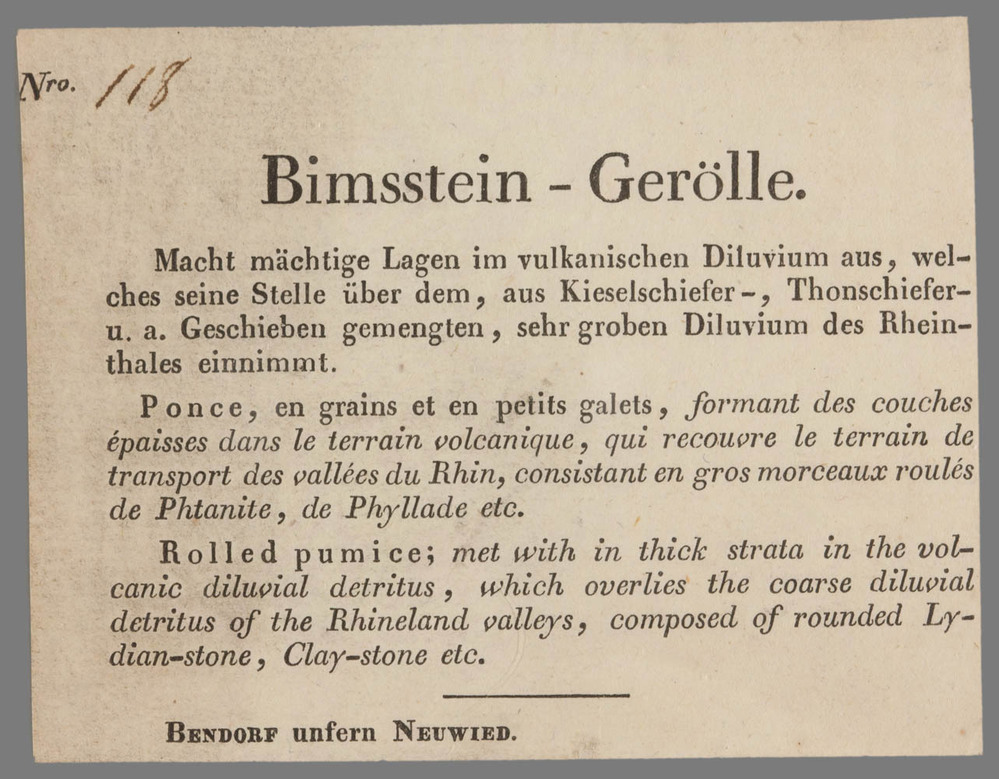 Nro. 118
Bimsstein - Gerölle.
Macht mächtige Lagen im vulkanischen Diluvium aus, wel-
ches seine Stelle über dem, aus Kieselschiefer-, Thonschiefer-
u. a. Geschieben gemengten, sehr groben Diluvium des Rhein-
thales einnimmt.
Ponce, en grains et en petits galets, formant des couches
épaisses dans le terrain volcanique, qui recouvre le terrain de
transport des vallées du Rhin, consistant en gros morceaux roulés
de Phtanite, de Phyllade etc.
Rolled pumice; met with in thick strata in the vol-
canic diluvial detritus, which overlies the coarse diluvial
detritus of the Rhineland valleys, composed of rounded Ly-
dian-stone, Clay-stone etc.
BENDORF unfern NEUWIED.